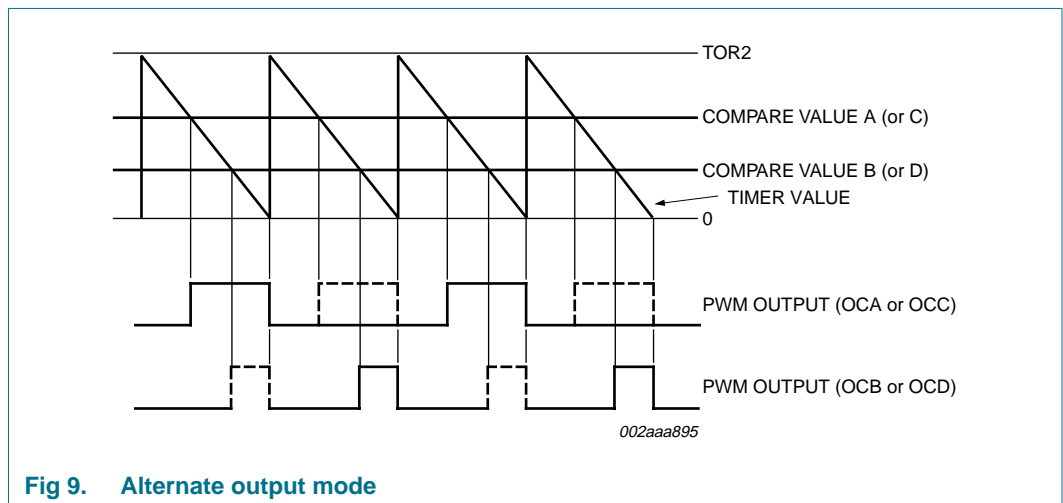 TOR2
COMPARE VALUE A (or C)
COMPARE VALUE B (or D)
TIMER VALUE
0
PWM OUTPUT (OCA or OCC)
PWM OUTPUT (OCB or OCD)
002aaa895
Fig 9. Alternate output mode